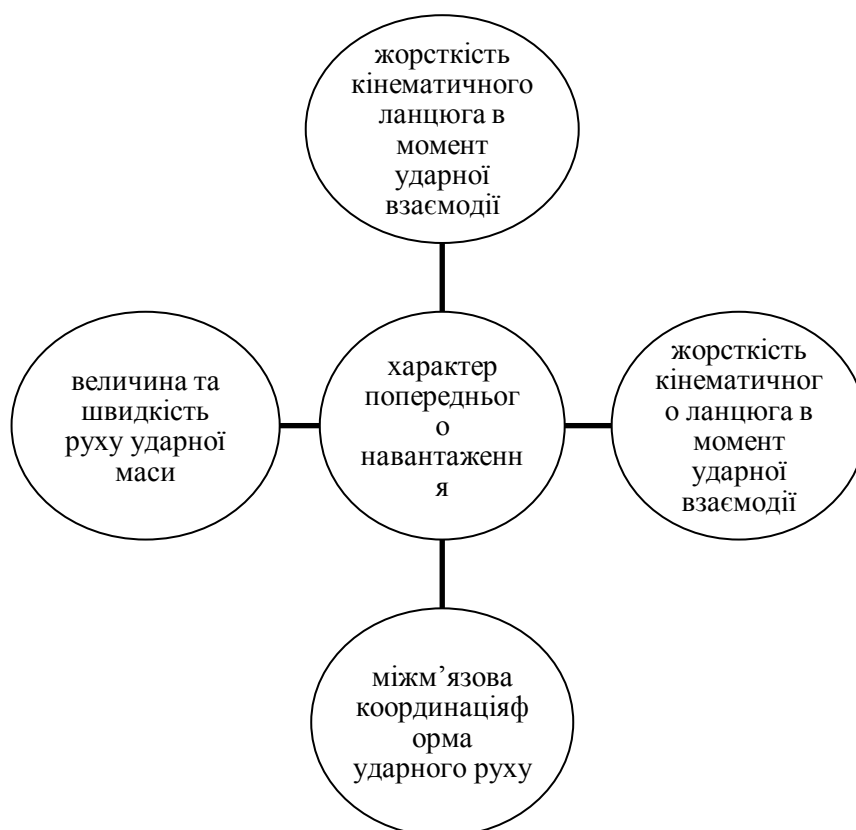 жорсткість
кінематичного
ланцюга в
момент
ударної
взаємодії
величина та
швидкість
руху ударної
маси
характер
попередньог
о
навантаженн
я
жорсткість
кінематичног
о ланцюга в
момент
ударної
взаємодії
міжм’язова
координаціяф
орма
ударного руху